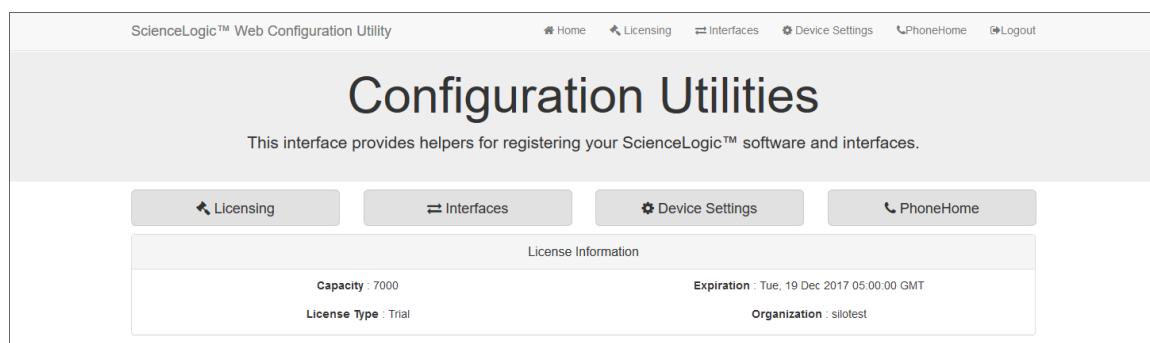 ScienceLogic™ Web Configuration Utility Home Licensing Interfaces Device Settings PhoneHome Logout
Configuration Utilities
This interface provides helpers for registering your ScienceLogic™ software and interfaces.
Licensing Interfaces Device Settings PhoneHome
License Information
Capacity : 7000 Expiration : Tue, 19 Dec 2017 05:00:00 GMT
License Type : Trial Organization : silotest